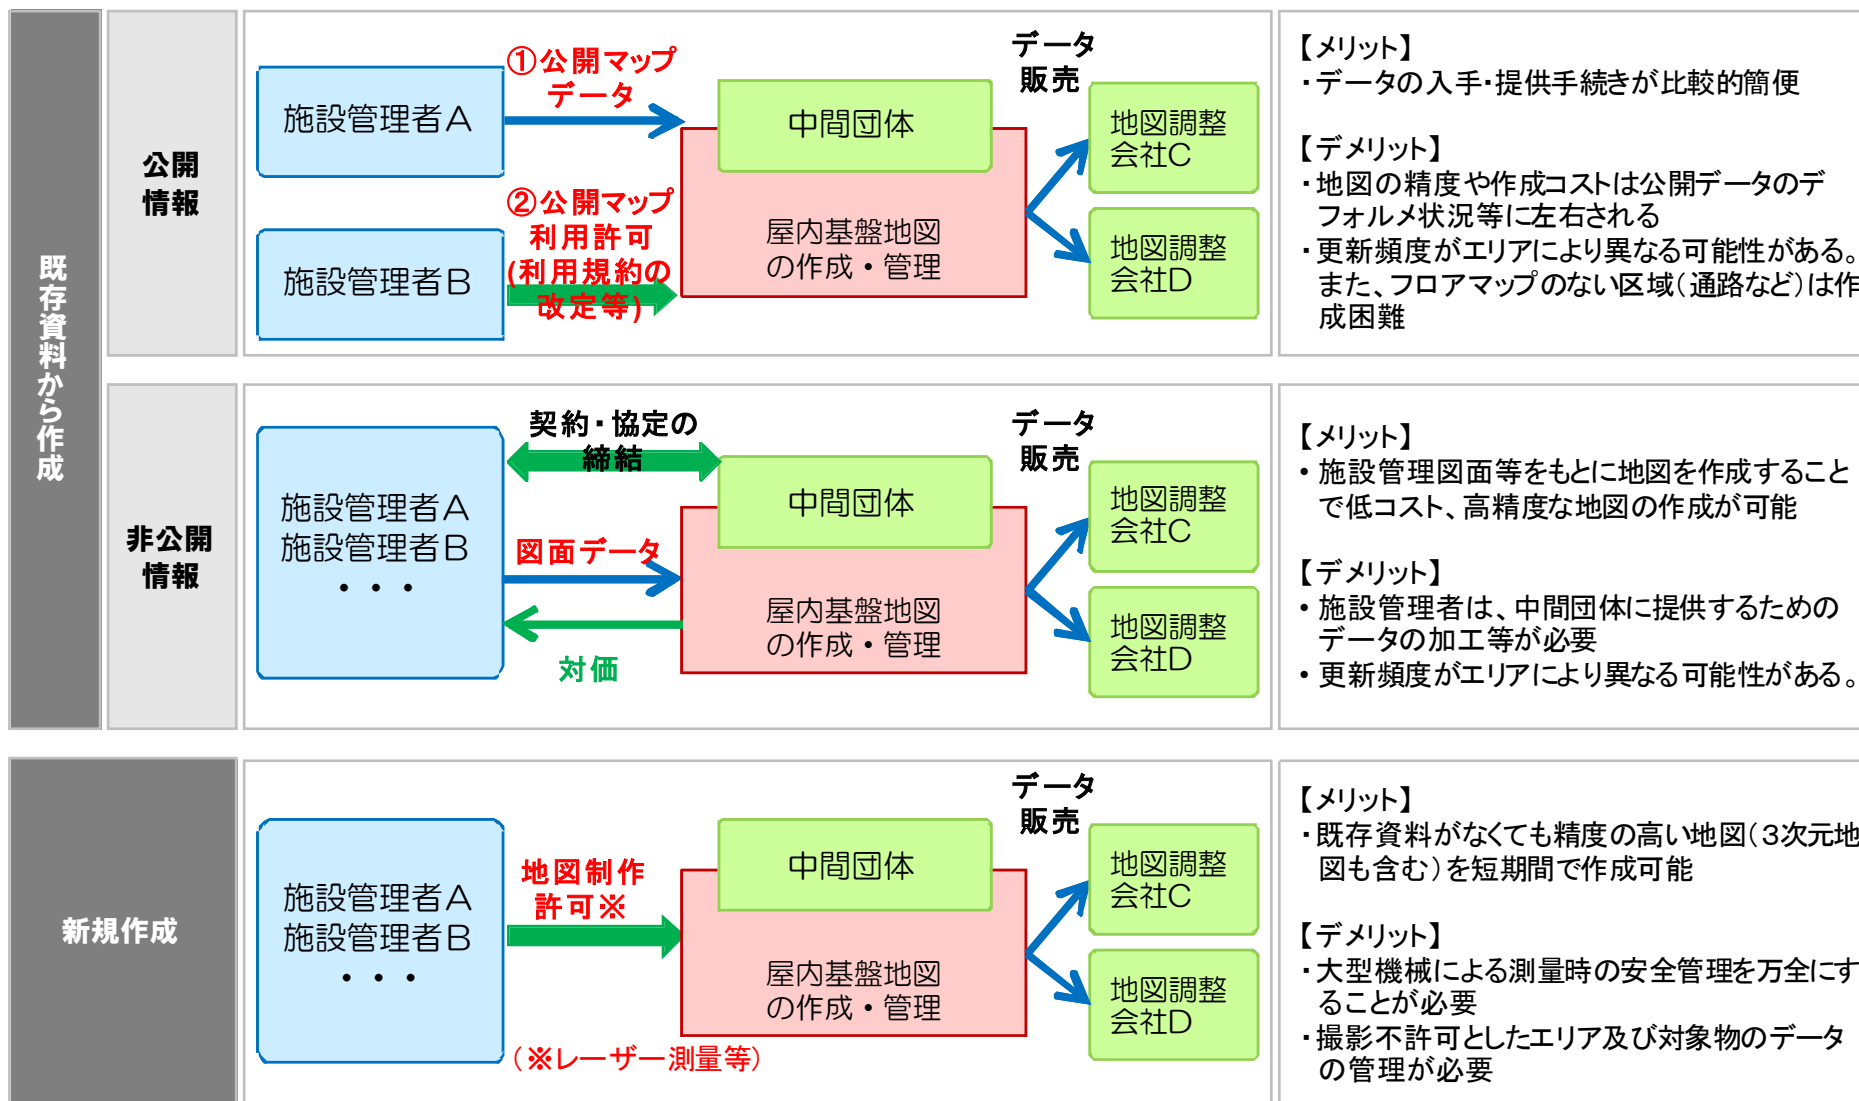 既存資料から作成
公開
情報
施設管理者A
施設管理者B
①公開マップ
データ
②公開マップ
利用許可
(利用規約の
改定等)
中間団体
屋内基盤地図
の作成・管理
データ
販売
地図調整
会社C
地図調整
会社D
【メリット】
・データの入手・提供手続きが比較的簡便
【デメリット】
・地図の精度や作成コストは公開データのデ
フォルメ状況等に左右される
・更新頻度がエリアにより異なる可能性がある。
また、フロアマップのない区域(通路など)は作
成困難
非公開
情報
施設管理者A
施設管理者B
・・・
契約・協定の
締結
図面データ
対価
中間団体
屋内基盤地図
の作成・管理
データ
販売
地図調整
会社C
地図調整
会社D
【メリット】
• 施設管理図面等をもとに地図を作成すること
で低コスト、高精度な地図の作成が可能
【デメリット】
• 施設管理者は、中間団体に提供するための
データの加工等が必要
• 更新頻度がエリアにより異なる可能性がある。
新規作成
施設管理者A
施設管理者B
・・・
地図制作
許可※
(※レーザー測量等)
中間団体
屋内基盤地図
の作成・管理
データ
販売
地図調整
会社C
地図調整
会社D
【メリット】
・既存資料がなくても精度の高い地図(3次元地
図も含む)を短期間で作成可能
【デメリット】
・大型機械による測量時の安全管理を万全にす
ることが必要
・撮影不許可としたエリア及び対象物のデータ
の管理が必要